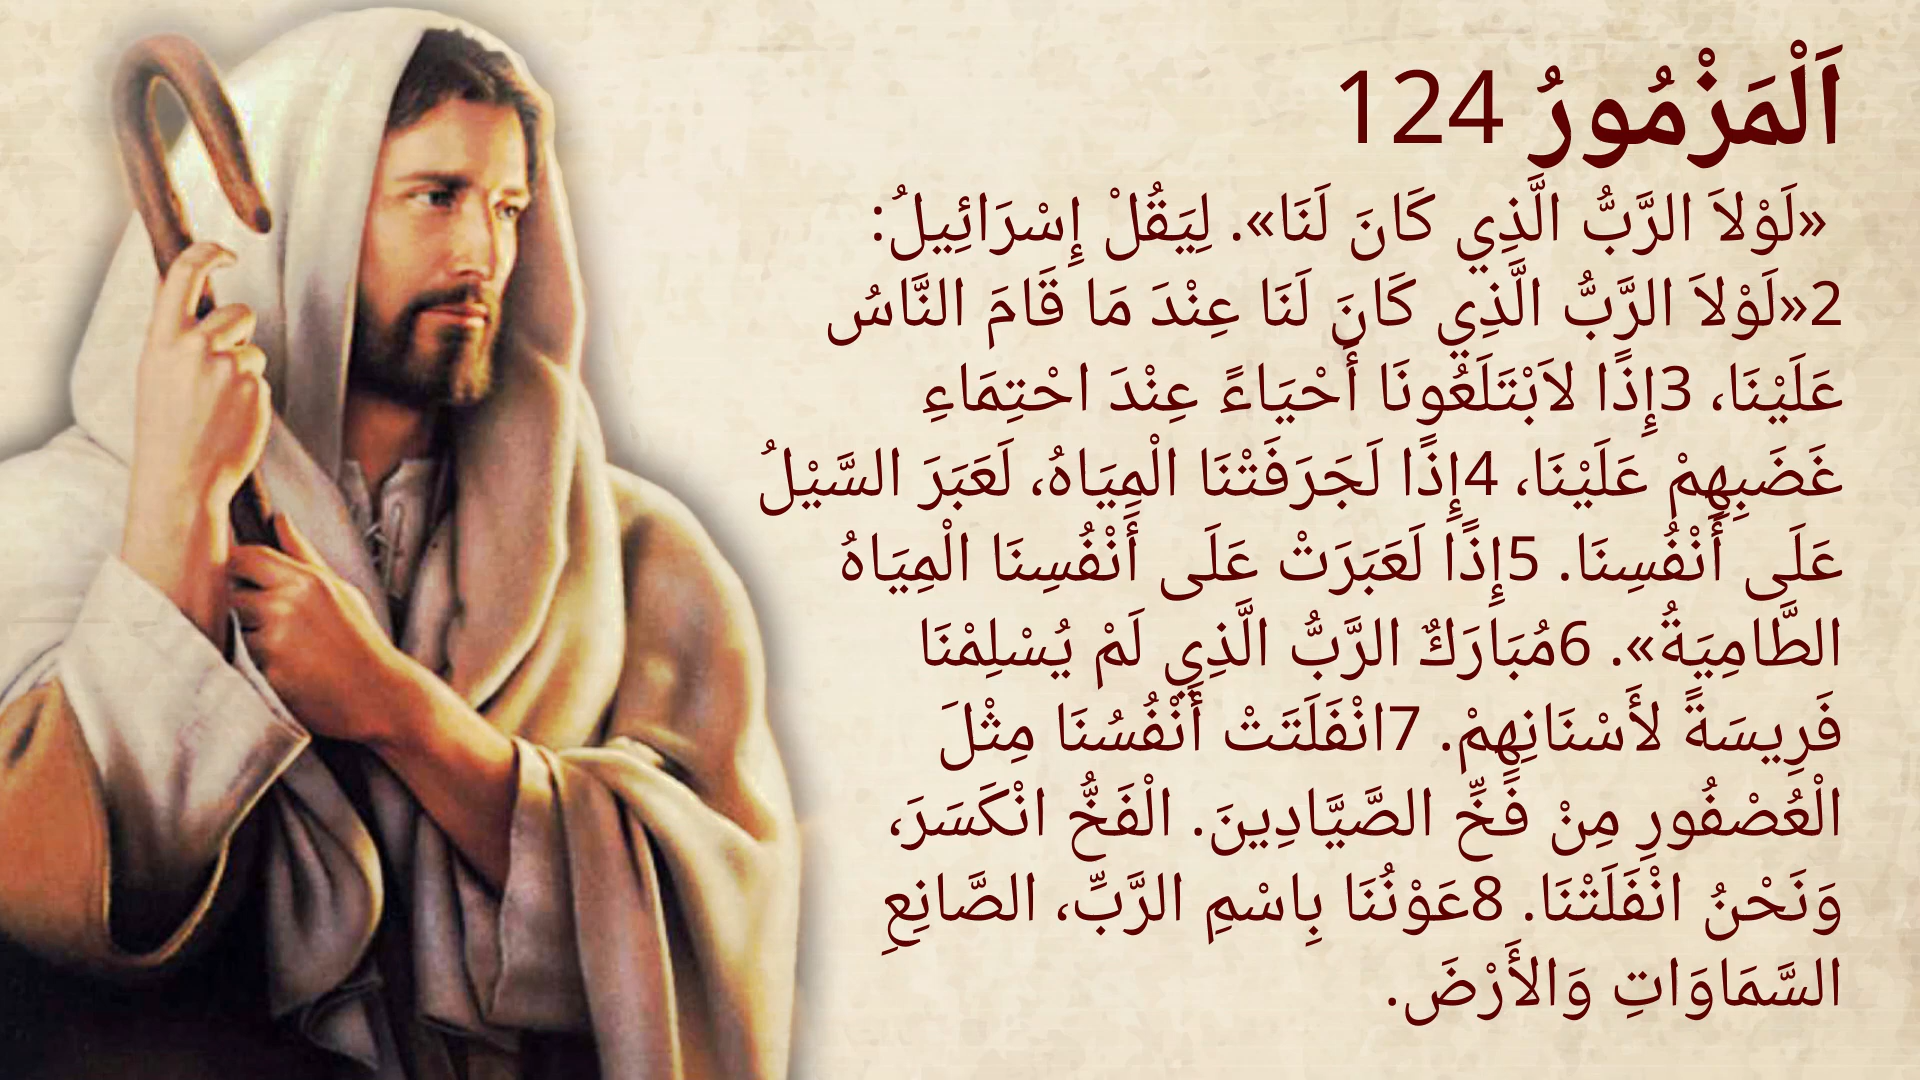 اَلْمَزْمُورُ 124
«لَوْلاَ الرَّبُّ الَّذِي كَانَ لَنَا». لِيَقُلْ إِسْرَائِيلُ:
2«لَوْلاَ الرَّبُّ الَّذِي كَانَ لَنَا عِنْدَ مَا قَامَ النَّاسُ
عَلَيْنَا، 3إِذًا لاَبْتَلَعُونَا أَحْيَاءً عِنْدَ احْتِمَاءِ
غَضَبِهِمْ عَلَيْنَا، 4إِذًا لَجَرَفَتْنَا الْمِيَاهُ، لَعَبَرَ السَّيْلُ
عَلَى أَنْفُسِنَا. 5إِذًا لَعَبَرَتْ عَلَى أَنْفُسِنَا الْمِيَاهُ
الطَّامِيَةُ». 6مُبَارَكٌ الرَّبُّ الَّذِي لَمْ يُسْلِمْنَا
فَرِيسَةً لأَسْنَانِهِمْ. 7انْفَلَتَتْ أَنْفُسُنَا مِثْلَ
الْعُصْفُورِ مِنْ فَخِّ الصَّيَّادِينَ. الْفَخُّ انْكَسَرَ،
وَنَحْنُ انْفَلَتْنَا. 8عَوْنُنَا بِاسْمِ الرَّبِّ، الصَّانِعِ
السَّمَاوَاتِ وَالأَرْضَ.